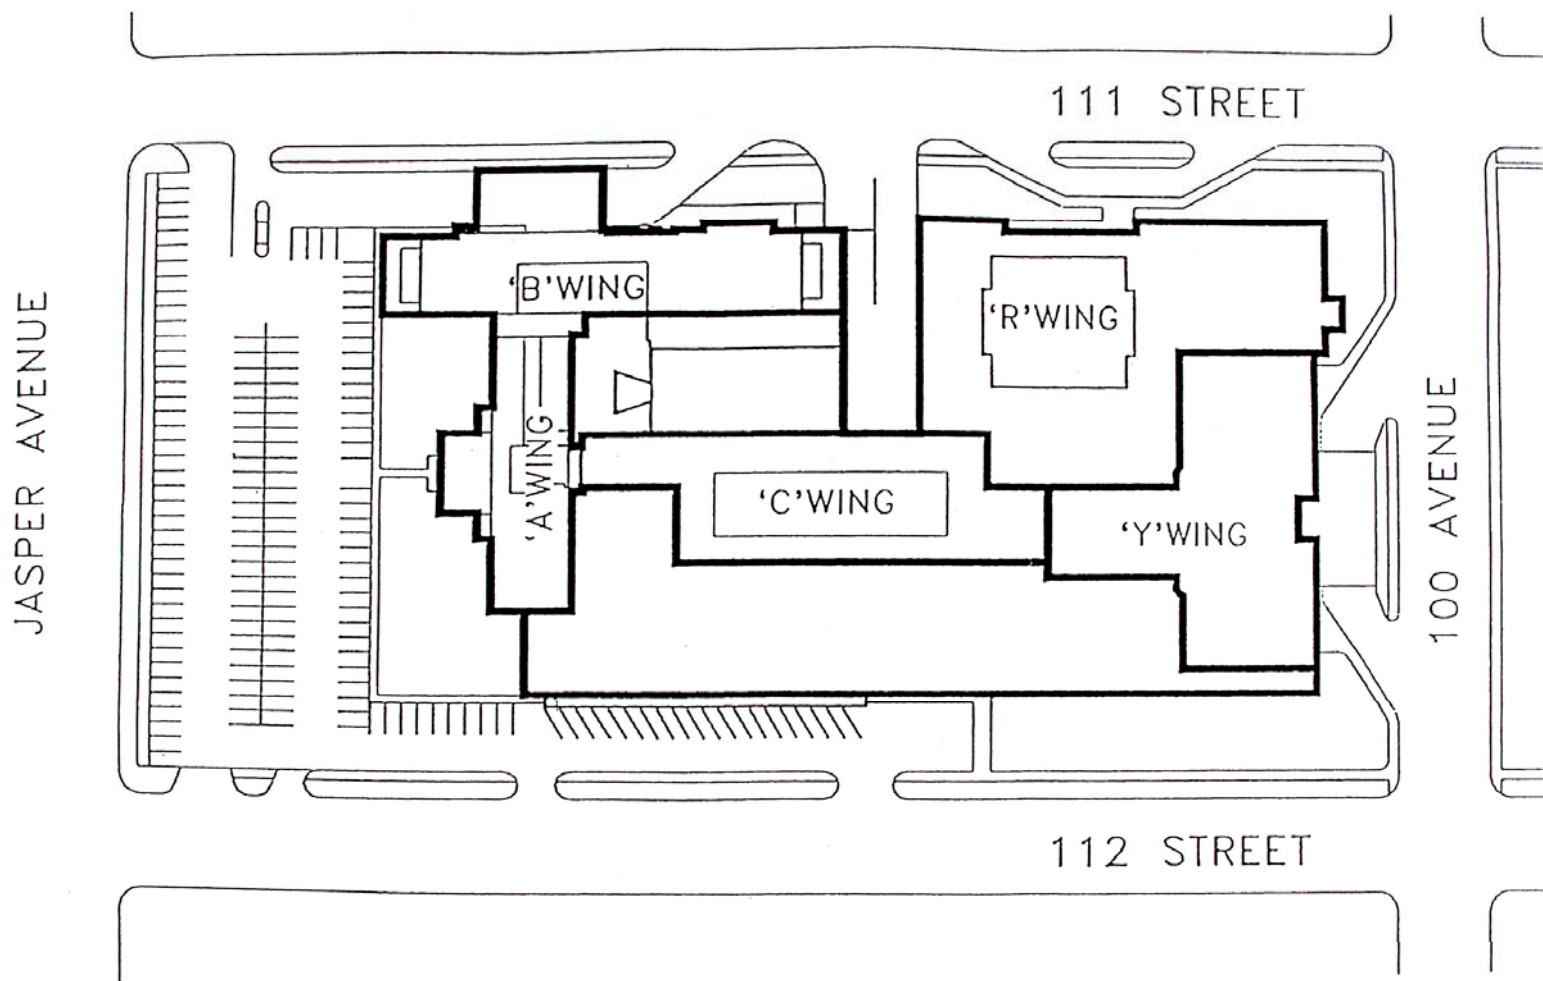 111 STREET
JASPER AVENUE
'B'WING
'R'WING
'A'WING
'C'WING
'Y'WING
100 AVENUE
112 STREET